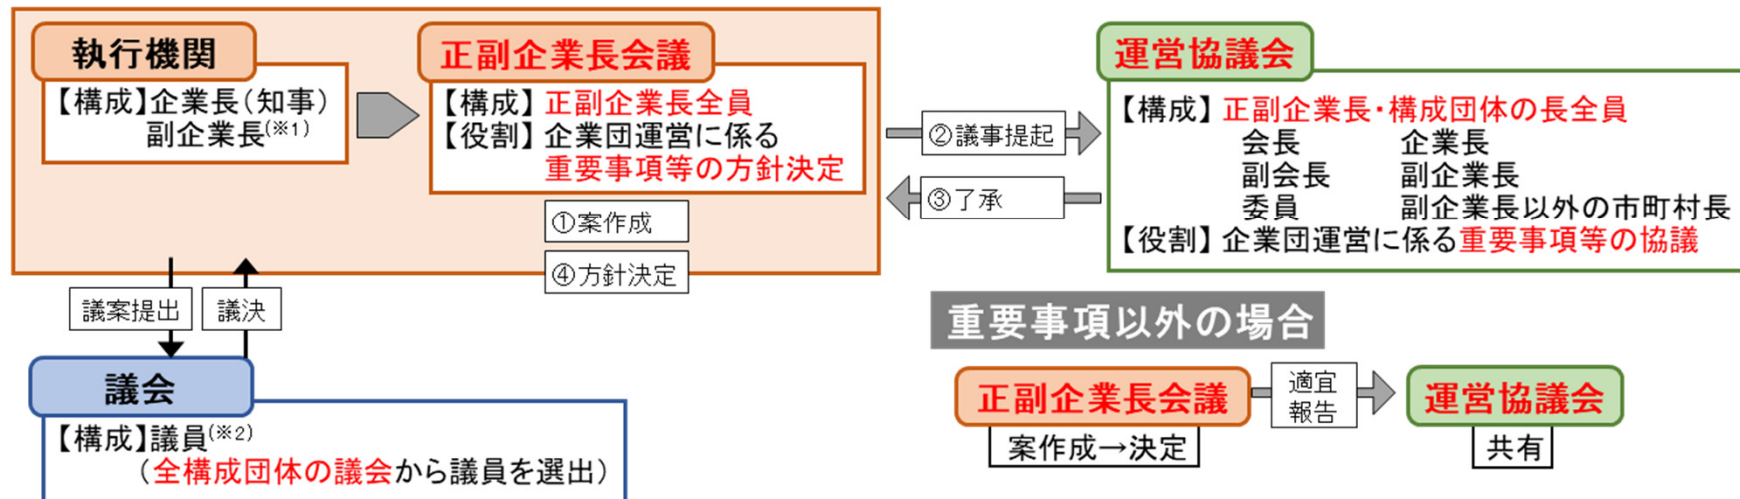 執行機関
【構成】企業長(知事)
副企業長(※1)
正副企業長会議
【構成】正副企業長全員
【役割】企業団運営に係る
重要事項等の方針決定
①案作成
④方針決定
②議事提起
③了承
運営協議会
【構成】正副企業長・構成団体の長全員
会長 企業長
副会長 副企業長
委員 副企業長以外の市町村長
【役割】企業団運営に係る重要事項等の協議
議案提出
議決
議会
【構成】議員(※2)
(全構成団体の議会から議員を選出)
重要事項以外の場合
正副企業長会議
案作成→決定
適宜
報告
運営協議会
共有